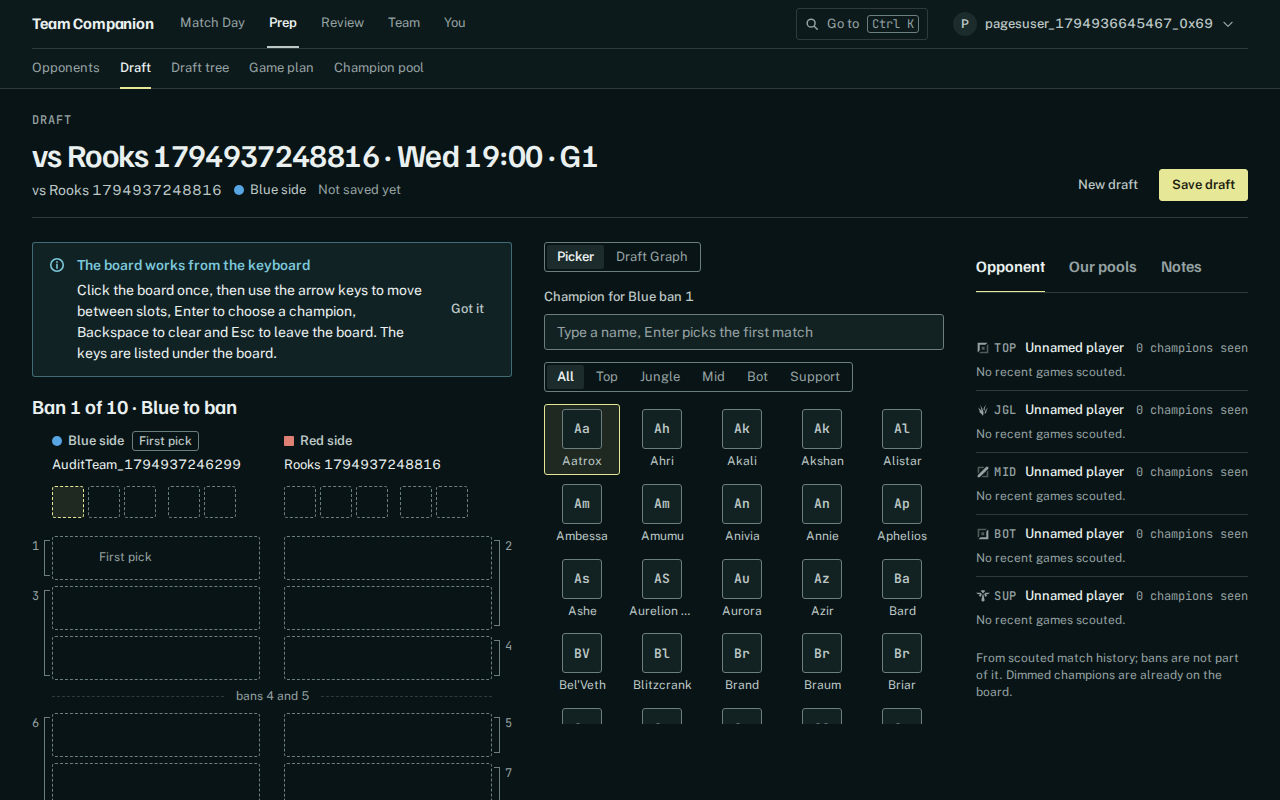 Team Companion
Match Day
Prep
Review
Team
You
Go to
Ctrl K
P
pagesuser_1794936645467_0x69
Opponents
Draft
Draft tree
Game plan
Champion pool
DRAFT
vs Rooks 1794937248816 · Wed 19:00 · G1
vs Rooks 1794937248816
Blue side
Not saved yet
New draft
Save draft
The board works from the keyboard
Click the board once, then use the arrow keys to move
between slots, Enter to choose a champion,
Backspace to clear and Esc to leave the board. The
keys are listed under the board.
Got it
Ban 1 of 10 · Blue to ban
Blue side
First pick
AuditTeam_1794937246299
Red side
Rooks 1794937248816
1
First pick
2
3
4
bans 4 and 5
6
5
7
Picker
Draft Graph
Champion for Blue ban 1
Type a name, Enter picks the first match
All
Top
Jungle
Mid
Bot
Support
Aa
Ah
Ak
Ak
Al
Aatrox
Ahri
Akali
Akshan
Alistar
Am
Am
An
An
Ap
Ambessa
Amumu
Anivia
Annie
Aphelios
As
AS
Au
Az
Ba
Ashe
Aurelion ...
Aurora
Azir
Bard
BV
Bl
Br
Br
Br
Bel'Veth
Blitzcrank
Brand
Braum
Briar
Opponent
Our pools
Notes
TOP Unnamed player 0 champions seen
No recent games scouted.
JGL Unnamed player 0 champions seen
No recent games scouted.
MID Unnamed player 0 champions seen
No recent games scouted.
BOT Unnamed player 0 champions seen
No recent games scouted.
SUP Unnamed player 0 champions seen
No recent games scouted.
From scouted match history; bans are not part
of it. Dimmed champions are already on the
board.